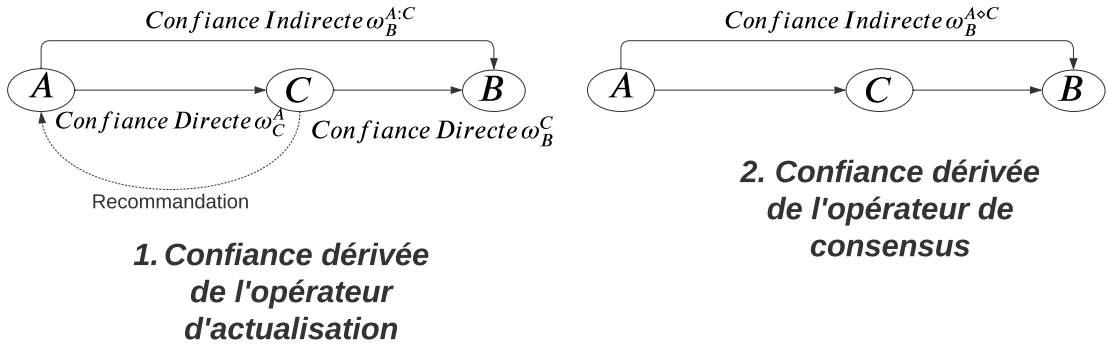 Confiance Indirecte ω_B^{A:C}
A
C
B
Confiance Directe ω_C^A
Confiance Directe ω_B^C
Recommandation
1. Confiance dérivée
de l'opérateur
d'actualisation
Confiance Indirecte ω_B^{A⋄C}
A
C
B
2. Confiance dérivée
de l'opérateur de
consensus